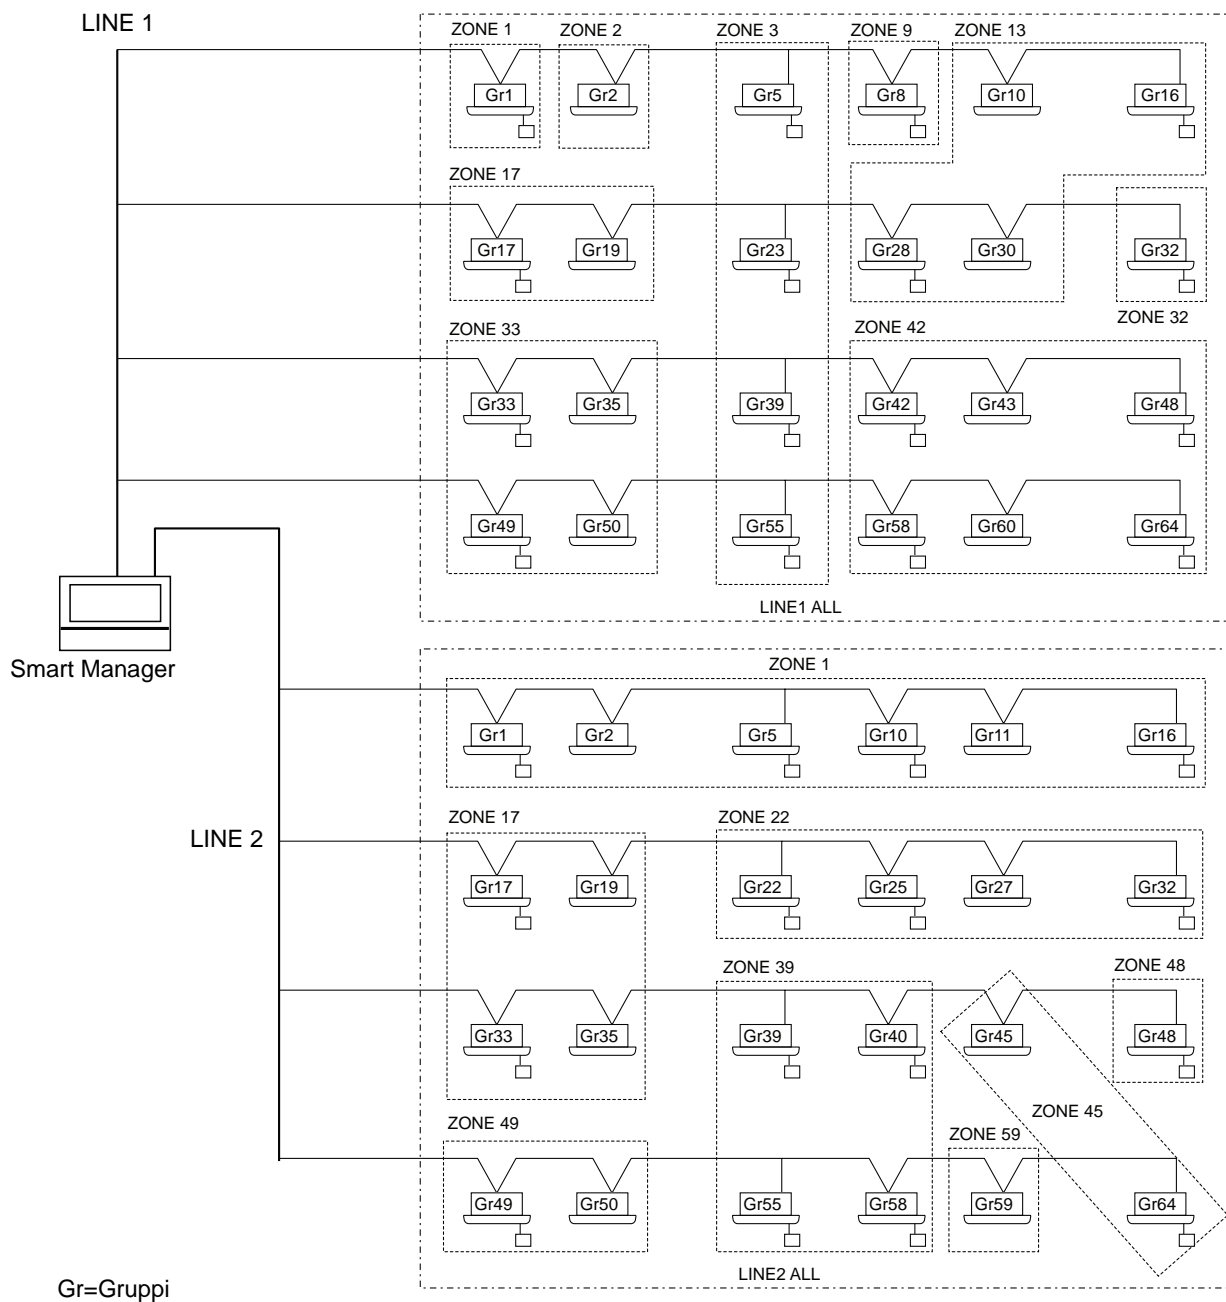 LINE 1
ZONE 1 ZONE 2 ZONE 3 ZONE 9 ZONE 13
Gr1 Gr2 Gr5 Gr8 Gr10 Gr16
ZONE 17
Gr17 Gr19 Gr23 Gr28 Gr30 Gr32
ZONE 32
ZONE 33 ZONE 42
Gr33 Gr35 Gr39 Gr42 Gr43 Gr48
Gr49 Gr50 Gr55 Gr58 Gr60 Gr64
LINE1 ALL
Smart Manager
ZONE 1
Gr1 Gr2 Gr5 Gr10 Gr11 Gr16
LINE 2
ZONE 17 ZONE 22
Gr17 Gr19 Gr22 Gr25 Gr27 Gr32
ZONE 39 ZONE 48
Gr33 Gr35 Gr39 Gr40 Gr45 Gr48
ZONE 45
ZONE 49 ZONE 59
Gr49 Gr50 Gr55 Gr58 Gr59 Gr64
LINE2 ALL
Gr=Gruppi